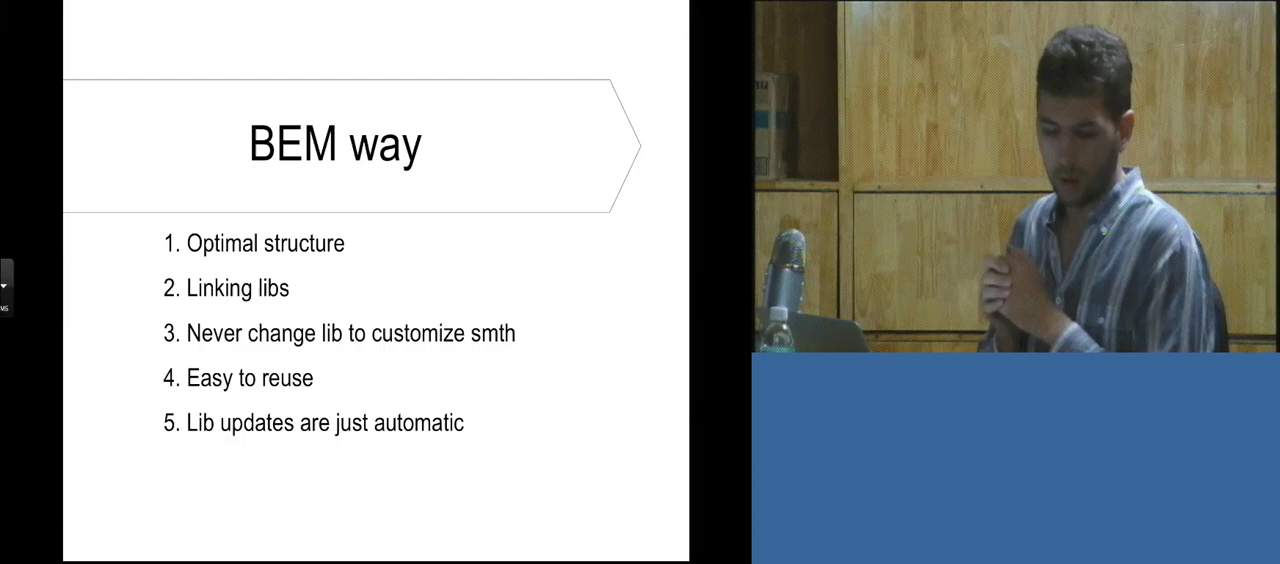 BEM way
1. Optimal structure
2. Linking libs
3. Never change lib to customize smth
4. Easy to reuse
5. Lib updates are just automatic